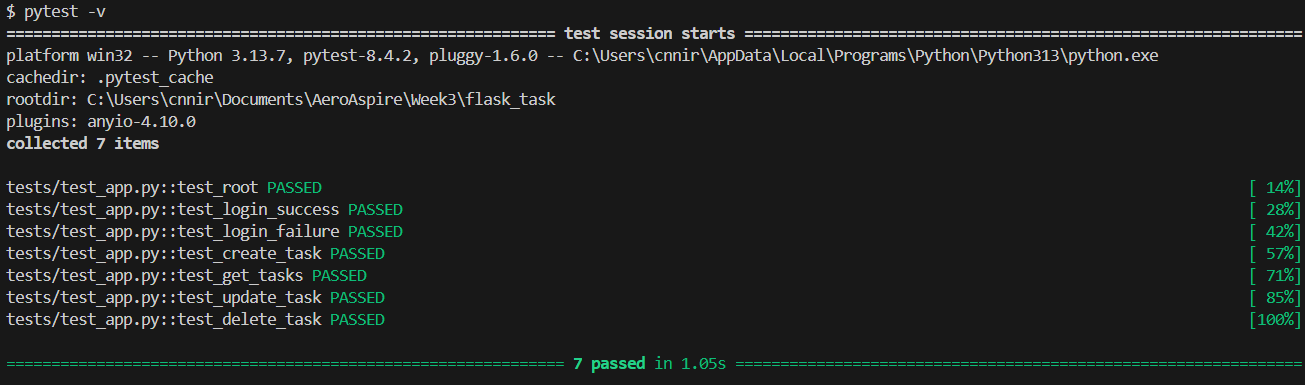 $ pytest -v
============================================================= test session starts ==============================================================
platform win32 -- Python 3.13.7, pytest-8.4.2, pluggy-1.6.0 -- C:\Users\cnnir\AppData\Local\Programs\Python\Python313\python.exe
cachedir: .pytest_cache
rootdir: C:\Users\cnnir\Documents\AeroAspire\Week3\flask_task
plugins: anyio-4.10.0
collected 7 items
tests/test_app.py::test_root PASSED [ 14%]
tests/test_app.py::test_login_success PASSED [ 28%]
tests/test_app.py::test_login_failure PASSED [ 42%]
tests/test_app.py::test_create_task PASSED [ 57%]
tests/test_app.py::test_get_tasks PASSED [ 71%]
tests/test_app.py::test_update_task PASSED [ 85%]
tests/test_app.py::test_delete_task PASSED [100%]
============================================================== 7 passed in 1.05s ===============================================================